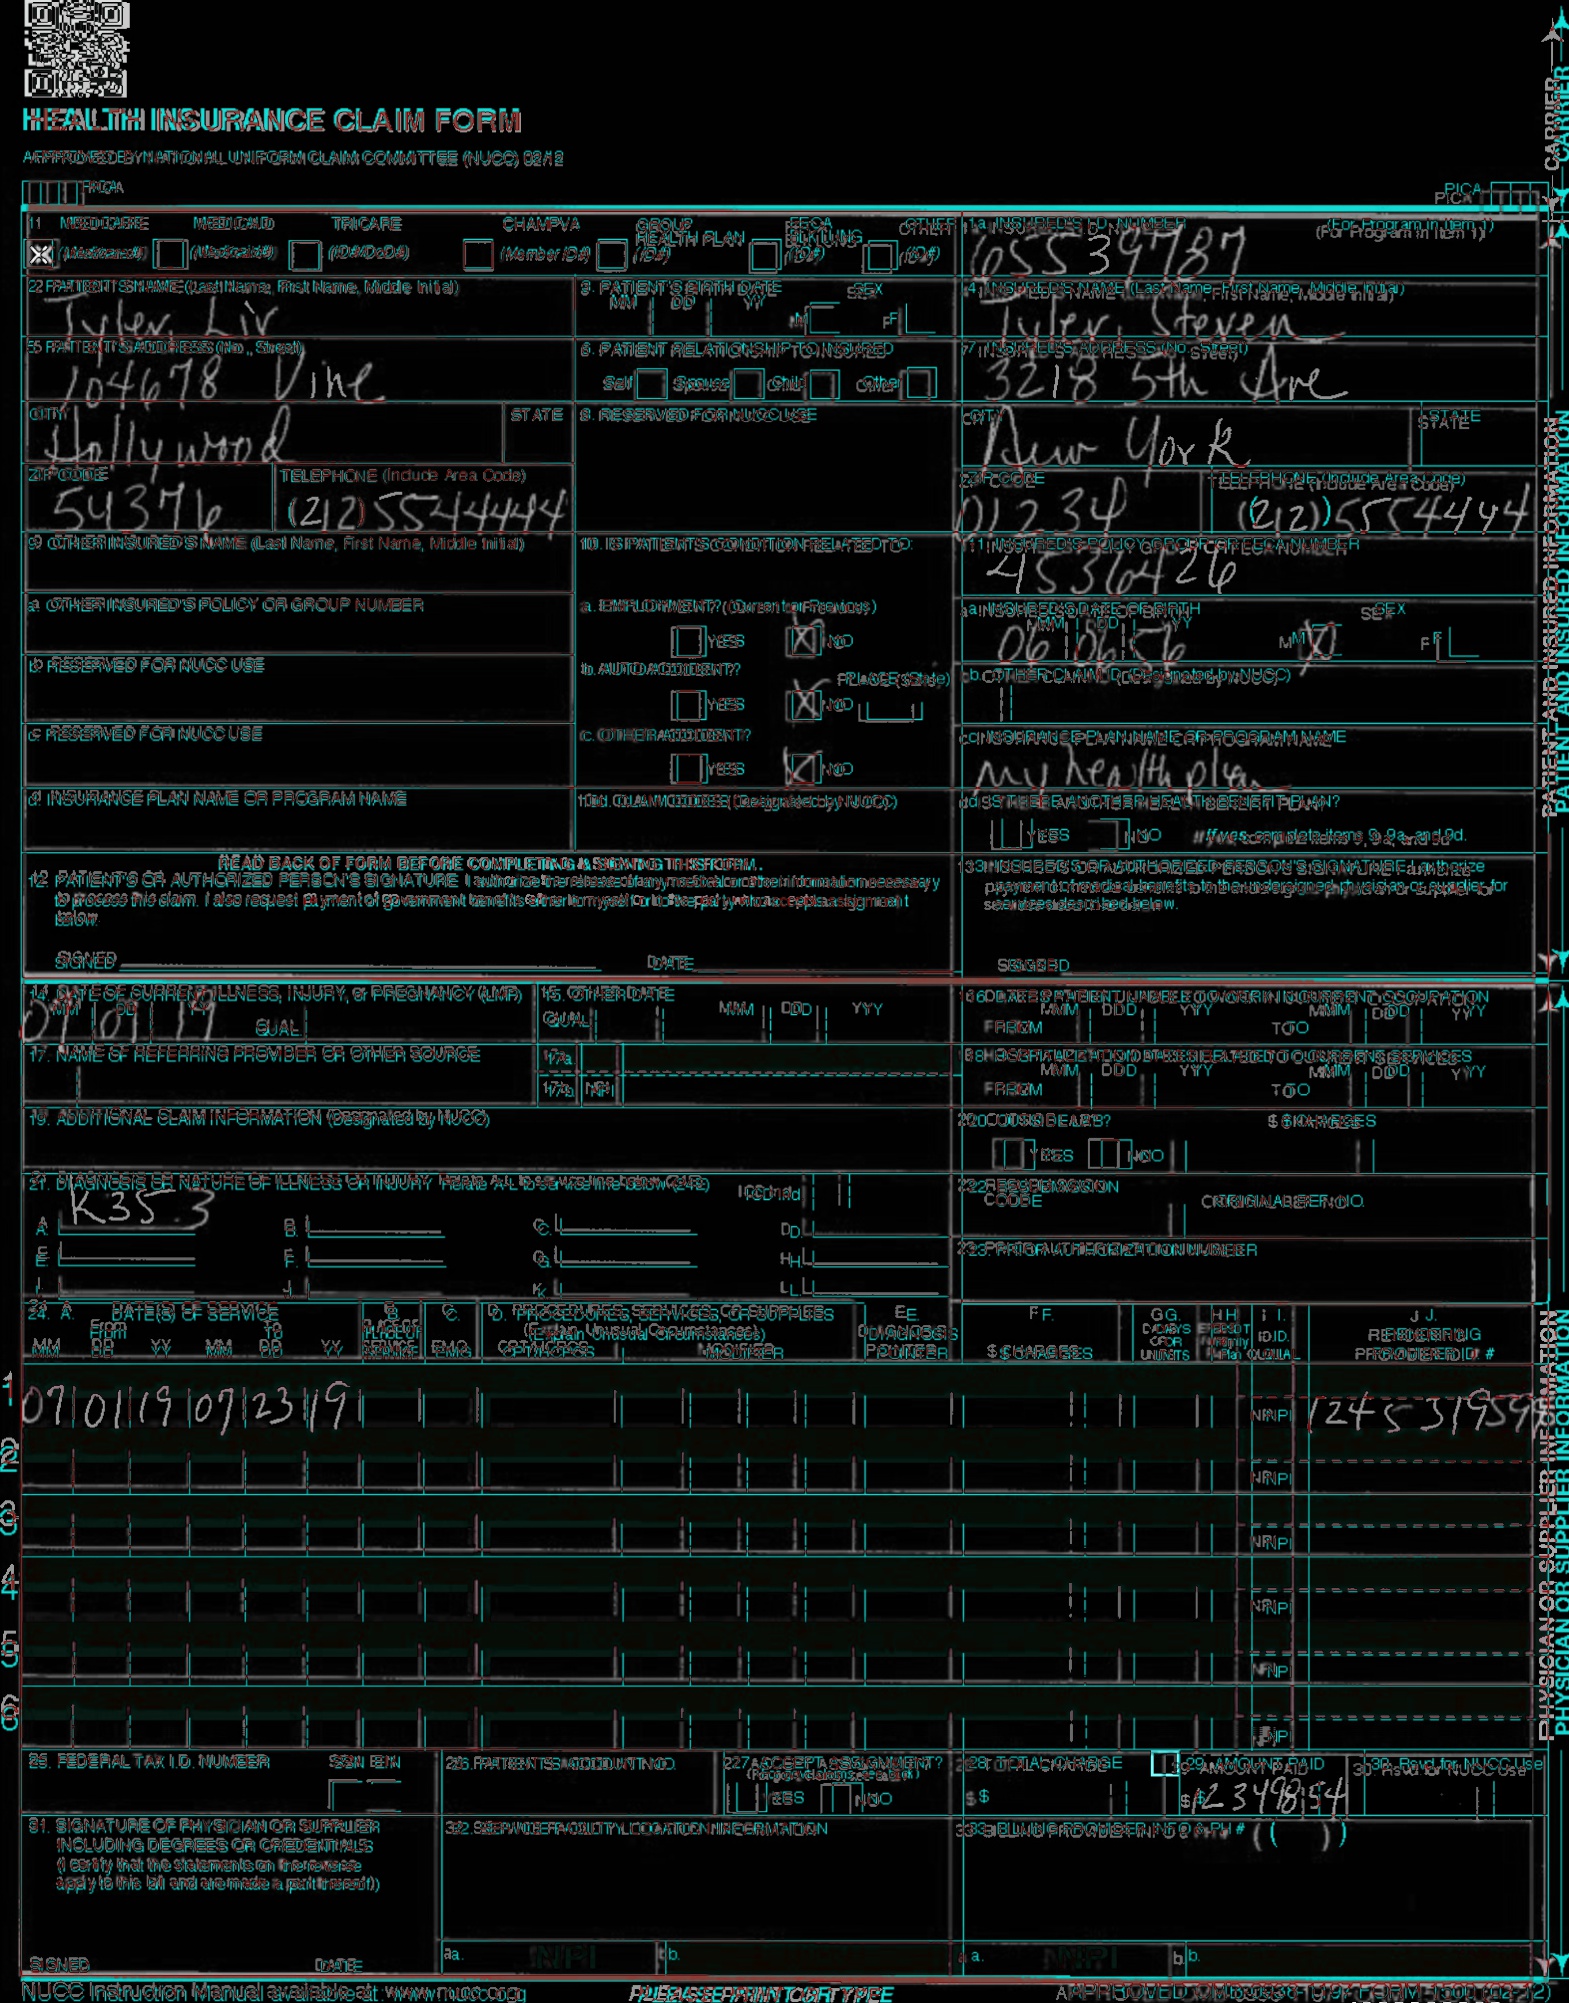 HEALTH INSURANCE CLAIM FORM
APPROVED BY NATIONAL UNIFORM CLAIM COMMITTEE (NUCC) 02/12
PICA
PICA
CARRIER
1. MEDICARE MEDICAID TRICARE CHAMPVA GROUP HEALTH PLAN FECA BLK LUNG OTHER
(Medicare#) (Medicaid#) (ID#/DoD#) (Member ID#) (ID#) (ID#) (ID#)
1a. INSURED'S I.D. NUMBER (For Program in Item 1)
65539787
2. PATIENT'S NAME (Last Name, First Name, Middle Initial)
Tyler, Liv
3. PATIENT'S BIRTH DATE SEX
MM DD YY M F
4. INSURED'S NAME (Last Name, First Name, Middle Initial)
Tyler, Steven
5. PATIENT'S ADDRESS (No., Street)
104678 Vine
6. PATIENT RELATIONSHIP TO INSURED
Self Spouse Child Other
7. INSURED'S ADDRESS (No., Street)
3218 5th Ave
CITY STATE
Hollywood
8. RESERVED FOR NUCC USE
CITY STATE
New York
ZIP CODE TELEPHONE (Include Area Code)
54376 (212) 5544444
ZIP CODE TELEPHONE (Include Area Code)
01234 (212) 5554444
9. OTHER INSURED'S NAME (Last Name, First Name, Middle Initial)
10. IS PATIENT'S CONDITION RELATED TO:
11. INSURED'S POLICY GROUP OR FECA NUMBER
4536426
a. OTHER INSURED'S POLICY OR GROUP NUMBER
a. EMPLOYMENT? (Current or Previous)
YES NO
a. INSURED'S DATE OF BIRTH SEX
MM DD YY
06 06 56 M F
b. RESERVED FOR NUCC USE
b. AUTO ACCIDENT? PLACE (State)
YES NO
b. OTHER CLAIM ID (Designated by NUCC)
c. RESERVED FOR NUCC USE
c. OTHER ACCIDENT?
YES NO
c. INSURANCE PLAN NAME OR PROGRAM NAME
my health plan
d. INSURANCE PLAN NAME OR PROGRAM NAME
10d. CLAIM CODES (Designated by NUCC)
d. IS THERE ANOTHER HEALTH BENEFIT PLAN?
YES NO If yes, complete items 9, 9a, and 9d.
READ BACK OF FORM BEFORE COMPLETING & SIGNING THIS FORM.
12. PATIENT'S OR AUTHORIZED PERSON'S SIGNATURE I authorize the release of any medical or other information necessary
to process this claim. I also request payment of government benefits either to myself or to the party who accepts assignment
below.
SIGNED DATE
13. INSURED'S OR AUTHORIZED PERSON'S SIGNATURE I authorize
payment of medical benefits to the undersigned physician or supplier for
services described below.
SIGNED
PATIENT AND INSURED INFORMATION
14. DATE OF CURRENT ILLNESS, INJURY, or PREGNANCY (LMP)
07 01 19 QUAL.
15. OTHER DATE
QUAL. MM DD YY
16. DATES PATIENT UNABLE TO WORK IN CURRENT OCCUPATION
MM DD YY MM DD YY
FROM TO
17. NAME OF REFERRING PROVIDER OR OTHER SOURCE
17a.
17b. NPI
18. HOSPITALIZATION DATES RELATED TO CURRENT SERVICES
MM DD YY MM DD YY
FROM TO
19. ADDITIONAL CLAIM INFORMATION (Designated by NUCC)
20. OUTSIDE LAB? $ CHARGES
YES NO
21. DIAGNOSIS OR NATURE OF ILLNESS OR INJURY Relate A-L to service line below (24E) ICD Ind.
A. K35.3 B. C. D.
E. F. G. H.
I. J. K. L.
22. RESUBMISSION CODE ORIGINAL REF. NO.
23. PRIOR AUTHORIZATION NUMBER
24. A. DATE(S) OF SERVICE B. C. D. PROCEDURES, SERVICES, OR SUPPLIES E. F. G. H. I. J.
From To PLACE OF SERVICE (Explain Unusual Circumstances) DIAGNOSIS POINTER DAYS OR UNITS EPSDT Family Plan ID. QUAL. RENDERING PROVIDER ID. #
MM DD YY MM DD YY EMG CPT/HCPCS MODIFIER $ CHARGES
1 07 01 19 07 23 19 NPI
2 NPI
3 NPI
4 NPI
5 NPI
6 NPI
PHYSICIAN OR SUPPLIER INFORMATION
25. FEDERAL TAX I.D. NUMBER SSN EIN
26. PATIENT'S ACCOUNT NO.
27. ACCEPT ASSIGNMENT?
YES NO
28. TOTAL CHARGE
$
29. AMOUNT PAID
$ 123498 54
30. Rsvd for NUCC Use
31. SIGNATURE OF PHYSICIAN OR SUPPLIER
INCLUDING DEGREES OR CREDENTIALS
(I certify that the statements on the reverse
apply to this bill and are made a part thereof.)
SIGNED DATE
32. SERVICE FACILITY LOCATION INFORMATION
a. NPI b.
33. BILLING PROVIDER INFO & PH # ( )
a. NPI b.
NUCC Instruction Manual available at: www.nucc.org
PLEASE PRINT OR TYPE